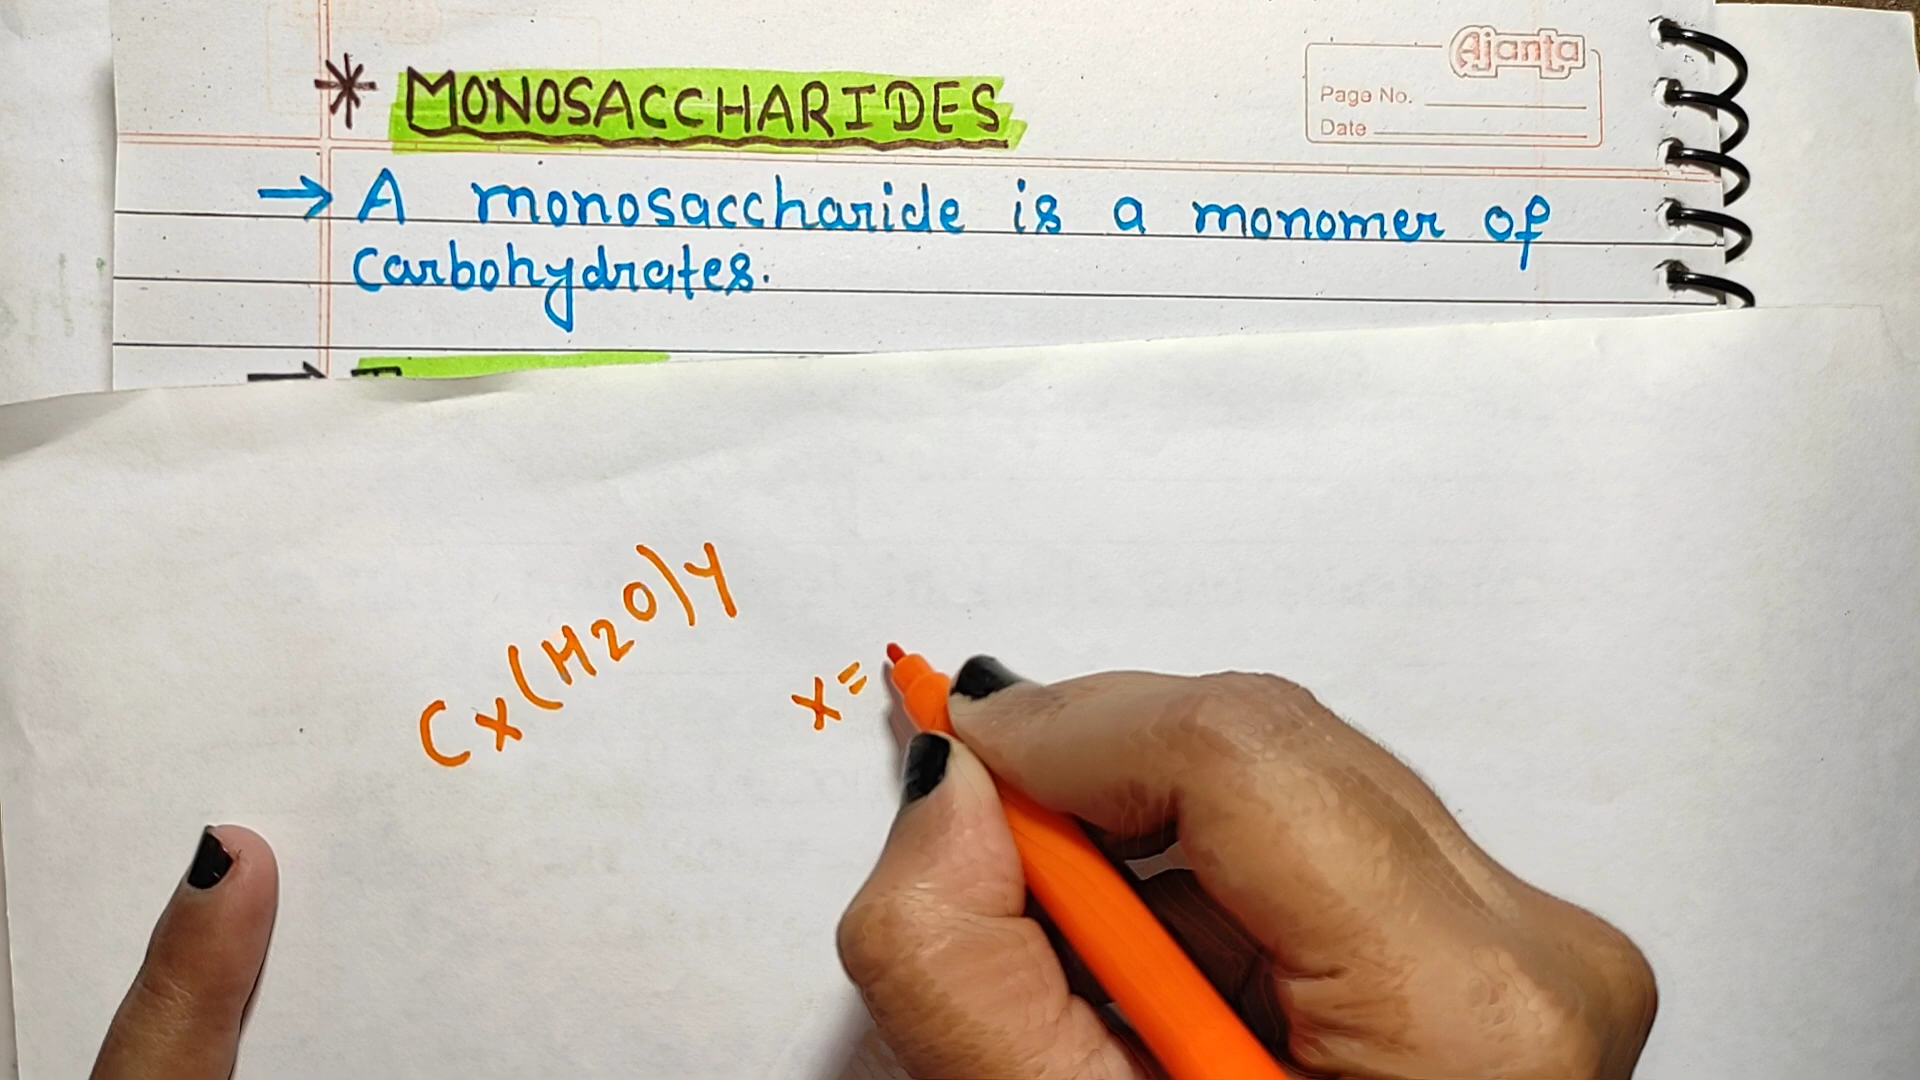 * MONOSACCHARIDES
Ajanta
Page No.
Date
→ A monosaccharide is a monomer of
carbohydrates.
Cx(H2O)y
x=